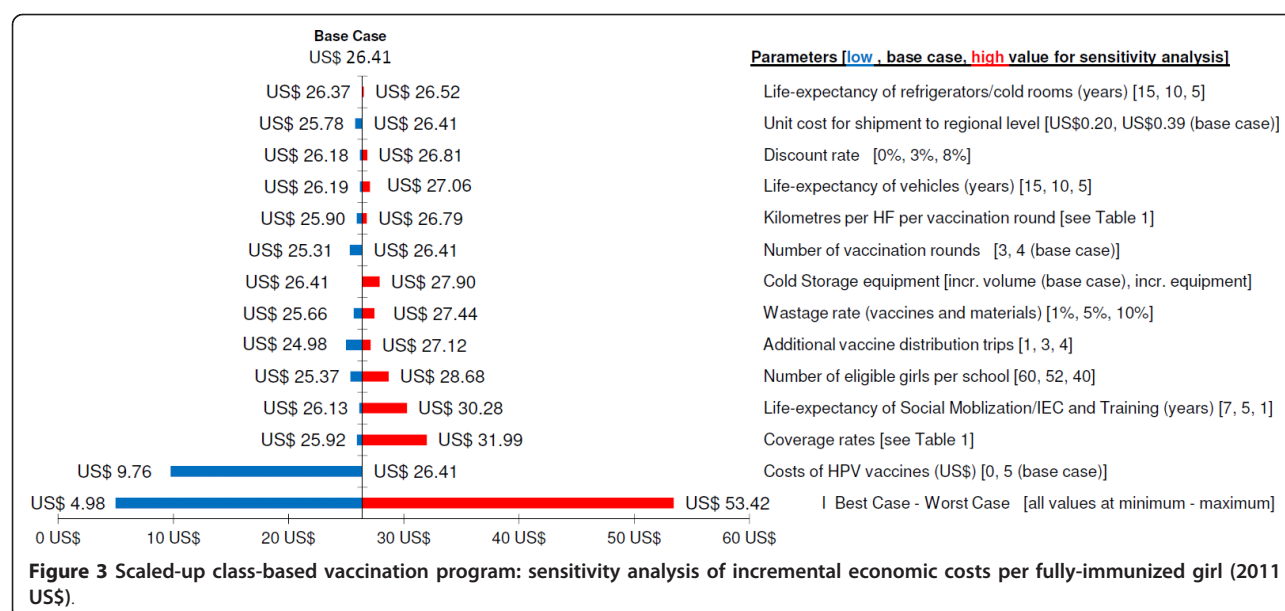 Base Case
US$ 26.41
Parameters [low , base case, high value for sensitivity analysis]
US$ 26.37 US$ 26.52 Life-expectancy of refrigerators/cold rooms (years) [15, 10, 5]
US$ 25.78 US$ 26.41 Unit cost for shipment to regional level [US$0.20, US$0.39 (base case)]
US$ 26.18 US$ 26.81 Discount rate [0%, 3%, 8%]
US$ 26.19 US$ 27.06 Life-expectancy of vehicles (years) [15, 10, 5]
US$ 25.90 US$ 26.79 Kilometres per HF per vaccination round [see Table 1]
US$ 25.31 US$ 26.41 Number of vaccination rounds [3, 4 (base case)]
US$ 26.41 US$ 27.90 Cold Storage equipment [incr. volume (base case), incr. equipment]
US$ 25.66 US$ 27.44 Wastage rate (vaccines and materials) [1%, 5%, 10%]
US$ 24.98 US$ 27.12 Additional vaccine distribution trips [1, 3, 4]
US$ 25.37 US$ 28.68 Number of eligible girls per school [60, 52, 40]
US$ 26.13 US$ 30.28 Life-expectancy of Social Moblization/IEC and Training (years) [7, 5, 1]
US$ 25.92 US$ 31.99 Coverage rates [see Table 1]
US$ 9.76 US$ 26.41 Costs of HPV vaccines (US$) [0, 5 (base case)]
US$ 4.98 US$ 53.42 l Best Case - Worst Case [all values at minimum - maximum]
0 US$ 10 US$ 20 US$ 30 US$ 40 US$ 50 US$ 60 US$
Figure 3 Scaled-up class-based vaccination program: sensitivity analysis of incremental economic costs per fully-immunized girl (2011
US$).